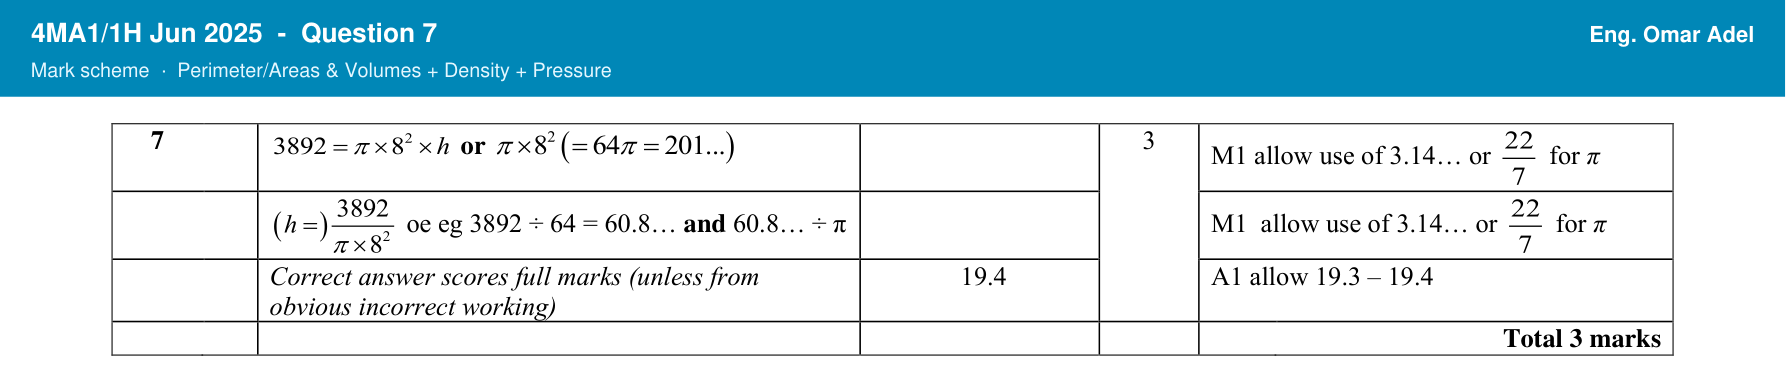 4MA1/1H Jun 2025 - Question 7
Eng. Omar Adel
Mark scheme · Perimeter/Areas & Volumes + Density + Pressure
7 3892 = π × 8² × h or π × 8² (= 64π = 201...) 3 M1 allow use of 3.14… or 22/7 for π
(h =) 3892/(π × 8²) oe eg 3892 ÷ 64 = 60.8… and 60.8… ÷ π M1 allow use of 3.14… or 22/7 for π
Correct answer scores full marks (unless from 19.4 A1 allow 19.3 – 19.4
obvious incorrect working)
Total 3 marks